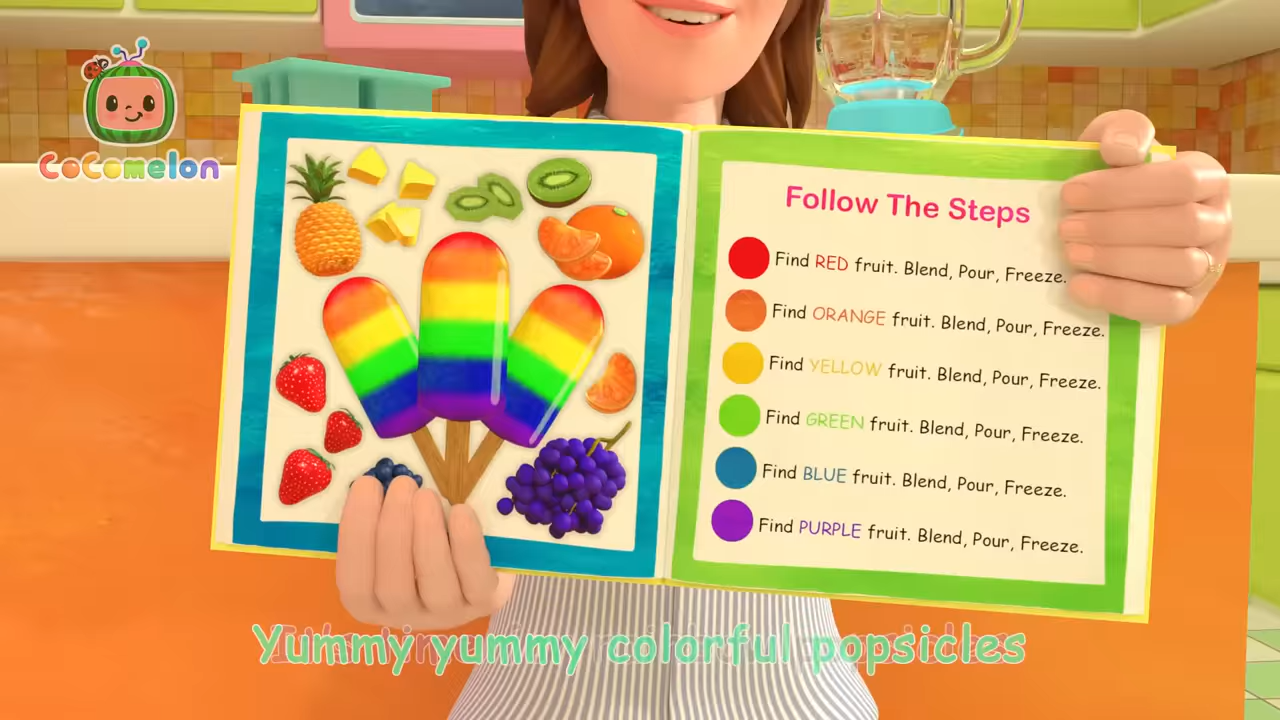 CoComelon
Follow The Steps
Find RED fruit. Blend, Pour, Freeze.
Find ORANGE fruit. Blend, Pour, Freeze.
Find YELLOW fruit. Blend, Pour, Freeze.
Find GREEN fruit. Blend, Pour, Freeze.
Find BLUE fruit. Blend, Pour, Freeze.
Find PURPLE fruit. Blend, Pour, Freeze.
Yummy yummy colorful popsicles